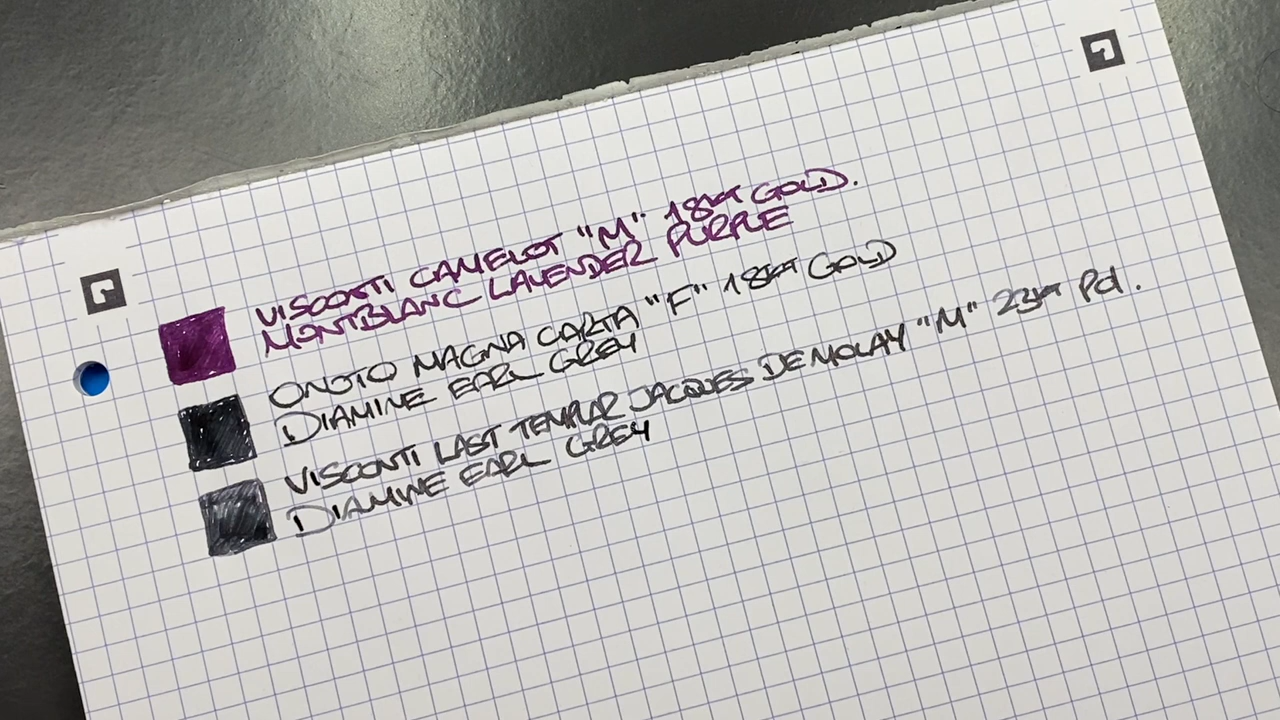 VISCONTI CAMELOT "M" 18kt GOLD.
MONTBLANC LAVENDER PURPLE
ONOTO MAGNA CARTA "F" 18kt GOLD
DIAMINE EARL GREY
VISCONTI LAST TEMPLAR JACQUES DE MOLAY "M" 23kt Pd.
DIAMINE EARL GREY